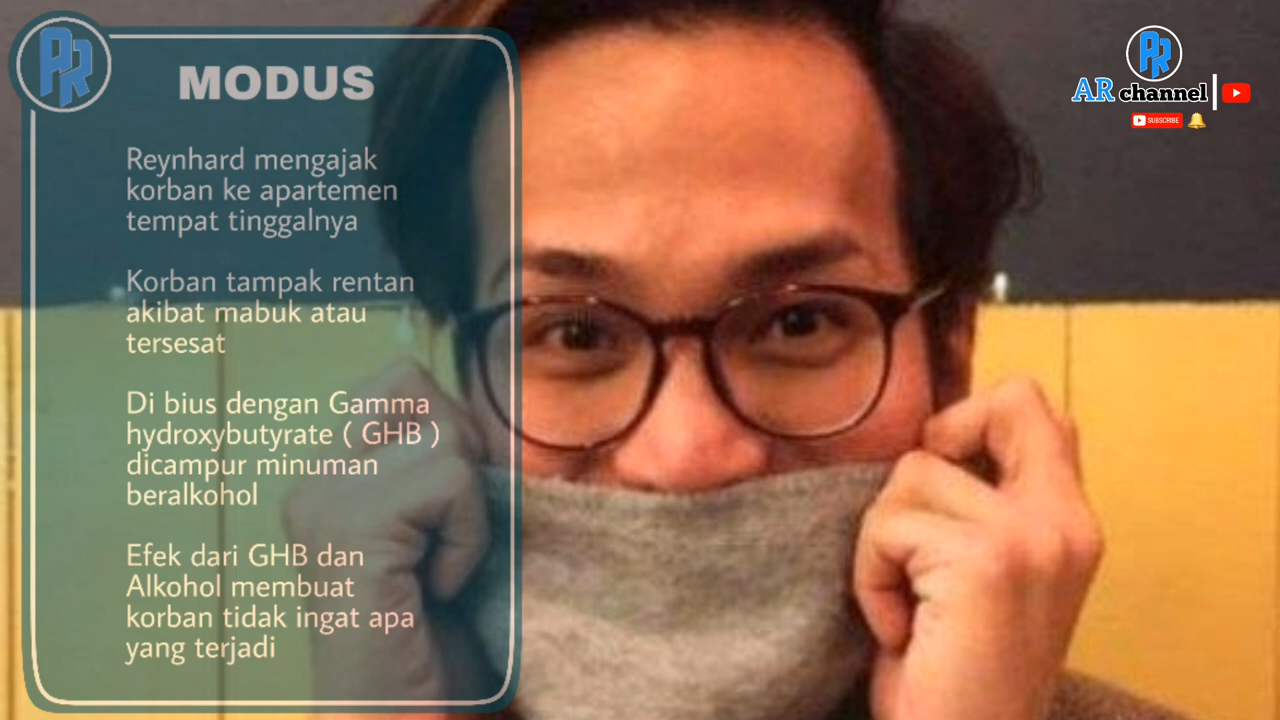 MODUS
Reynhard mengajak
korban ke apartemen
tempat tinggalnya
Korban tampak rentan
akibat mabuk atau
tersesat
Di bius dengan Gamma
hydroxybutyrate ( GHB )
dicampur minuman
beralkohol
Efek dari GHB dan
Alkohol membuat
korban tidak ingat apa
yang terjadi
AR channel
SUBSCRIBE